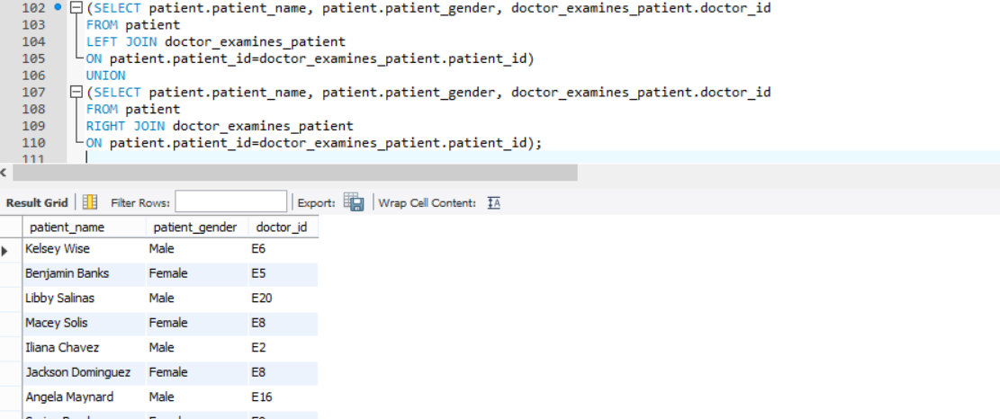 102 (SELECT patient.patient_name, patient.patient_gender, doctor_examines_patient.doctor_id
103 FROM patient
104 LEFT JOIN doctor_examines_patient
105 ON patient.patient_id=doctor_examines_patient.patient_id)
106 UNION
107 (SELECT patient.patient_name, patient.patient_gender, doctor_examines_patient.doctor_id
108 FROM patient
109 RIGHT JOIN doctor_examines_patient
110 ON patient.patient_id=doctor_examines_patient.patient_id);
111
Result Grid Filter Rows: Export: Wrap Cell Content:
patient_name patient_gender doctor_id
Kelsey Wise Male E6
Benjamin Banks Female E5
Libby Salinas Male E20
Macey Solis Female E8
Iliana Chavez Male E2
Jackson Dominguez Female E8
Angela Maynard Male E16